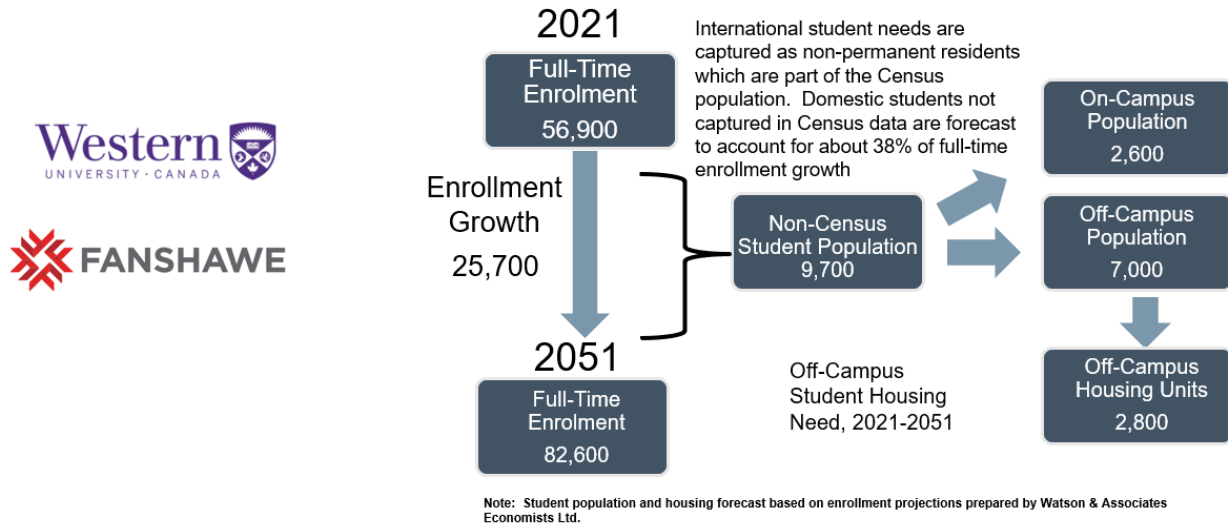 Western
UNIVERSITY · CANADA
FANSHAWE
2021
Full-Time
Enrolment
56,900
Enrollment
Growth
25,700
2051
Full-Time
Enrolment
82,600
International student needs are
captured as non-permanent residents
which are part of the Census
population. Domestic students not
captured in Census data are forecast
to account for about 38% of full-time
enrollment growth
Non-Census
Student Population
9,700
On-Campus
Population
2,600
Off-Campus
Population
7,000
Off-Campus
Housing Units
2,800
Off-Campus
Student Housing
Need, 2021-2051
Note: Student population and housing forecast based on enrollment projections prepared by Watson & Associates
Economists Ltd.